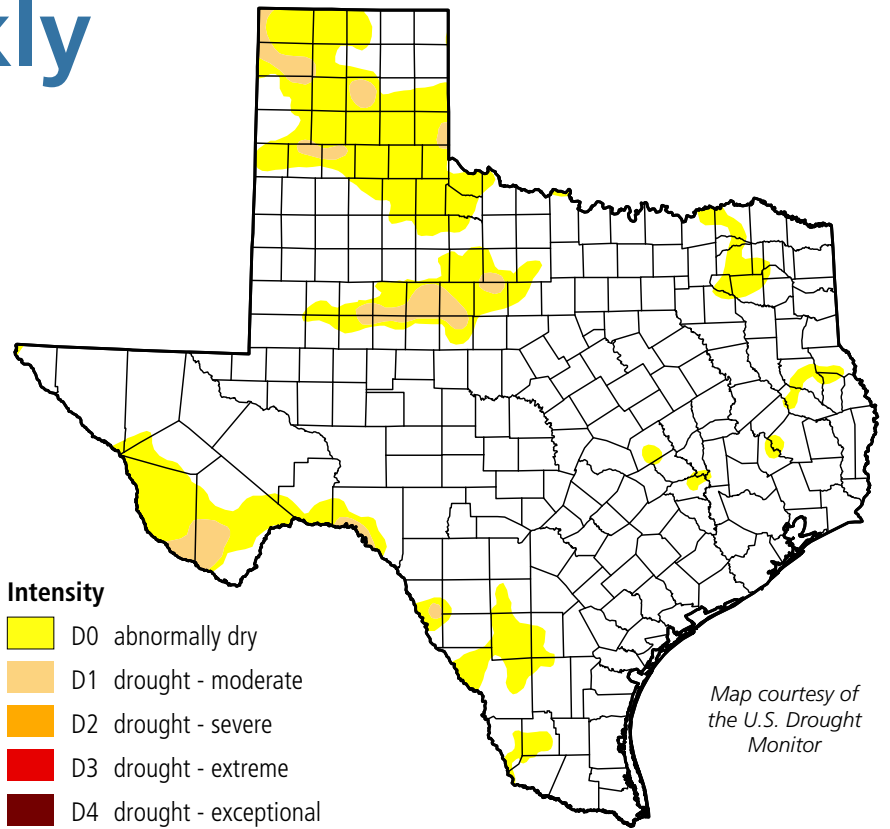 kly
Intensity
D0 abnormally dry
D1 drought - moderate
D2 drought - severe
D3 drought - extreme
D4 drought - exceptional
Map courtesy of
the U.S. Drought
Monitor